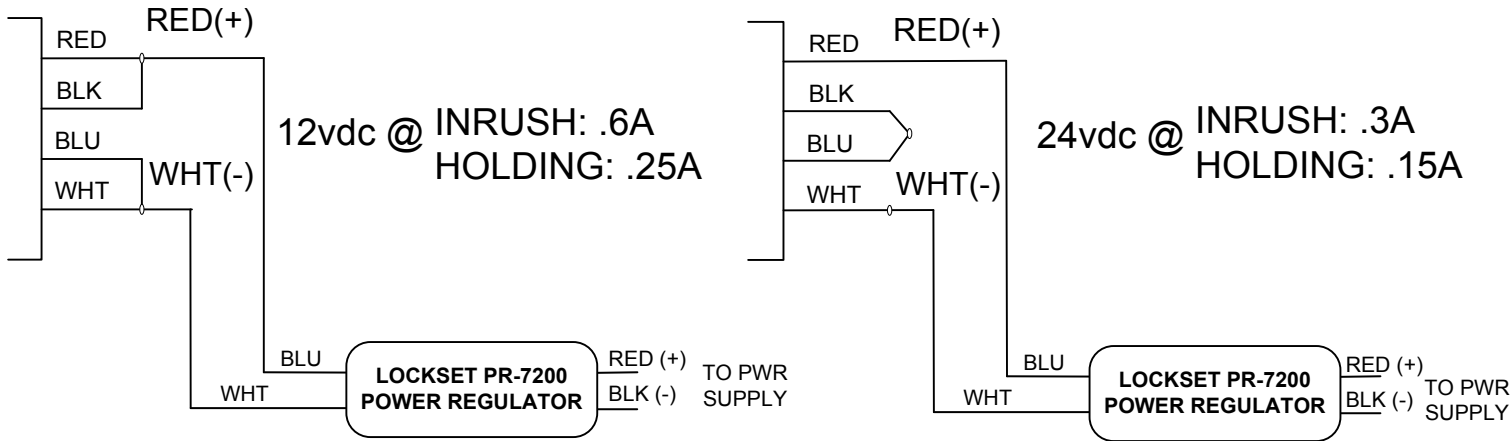 RED(+)
RED
BLK
BLU
WHT(-)
WHT
12vdc @ INRUSH: .6A
HOLDING: .25A
BLU
WHT
LOCKSET PR-7200
POWER REGULATOR
RED (+)
BLK (-)
TO PWR
SUPPLY
RED(+)
RED
BLK
BLU
WHT(-)
WHT
24vdc @ INRUSH: .3A
HOLDING: .15A
BLU
WHT
LOCKSET PR-7200
POWER REGULATOR
RED (+)
BLK (-)
TO PWR
SUPPLY